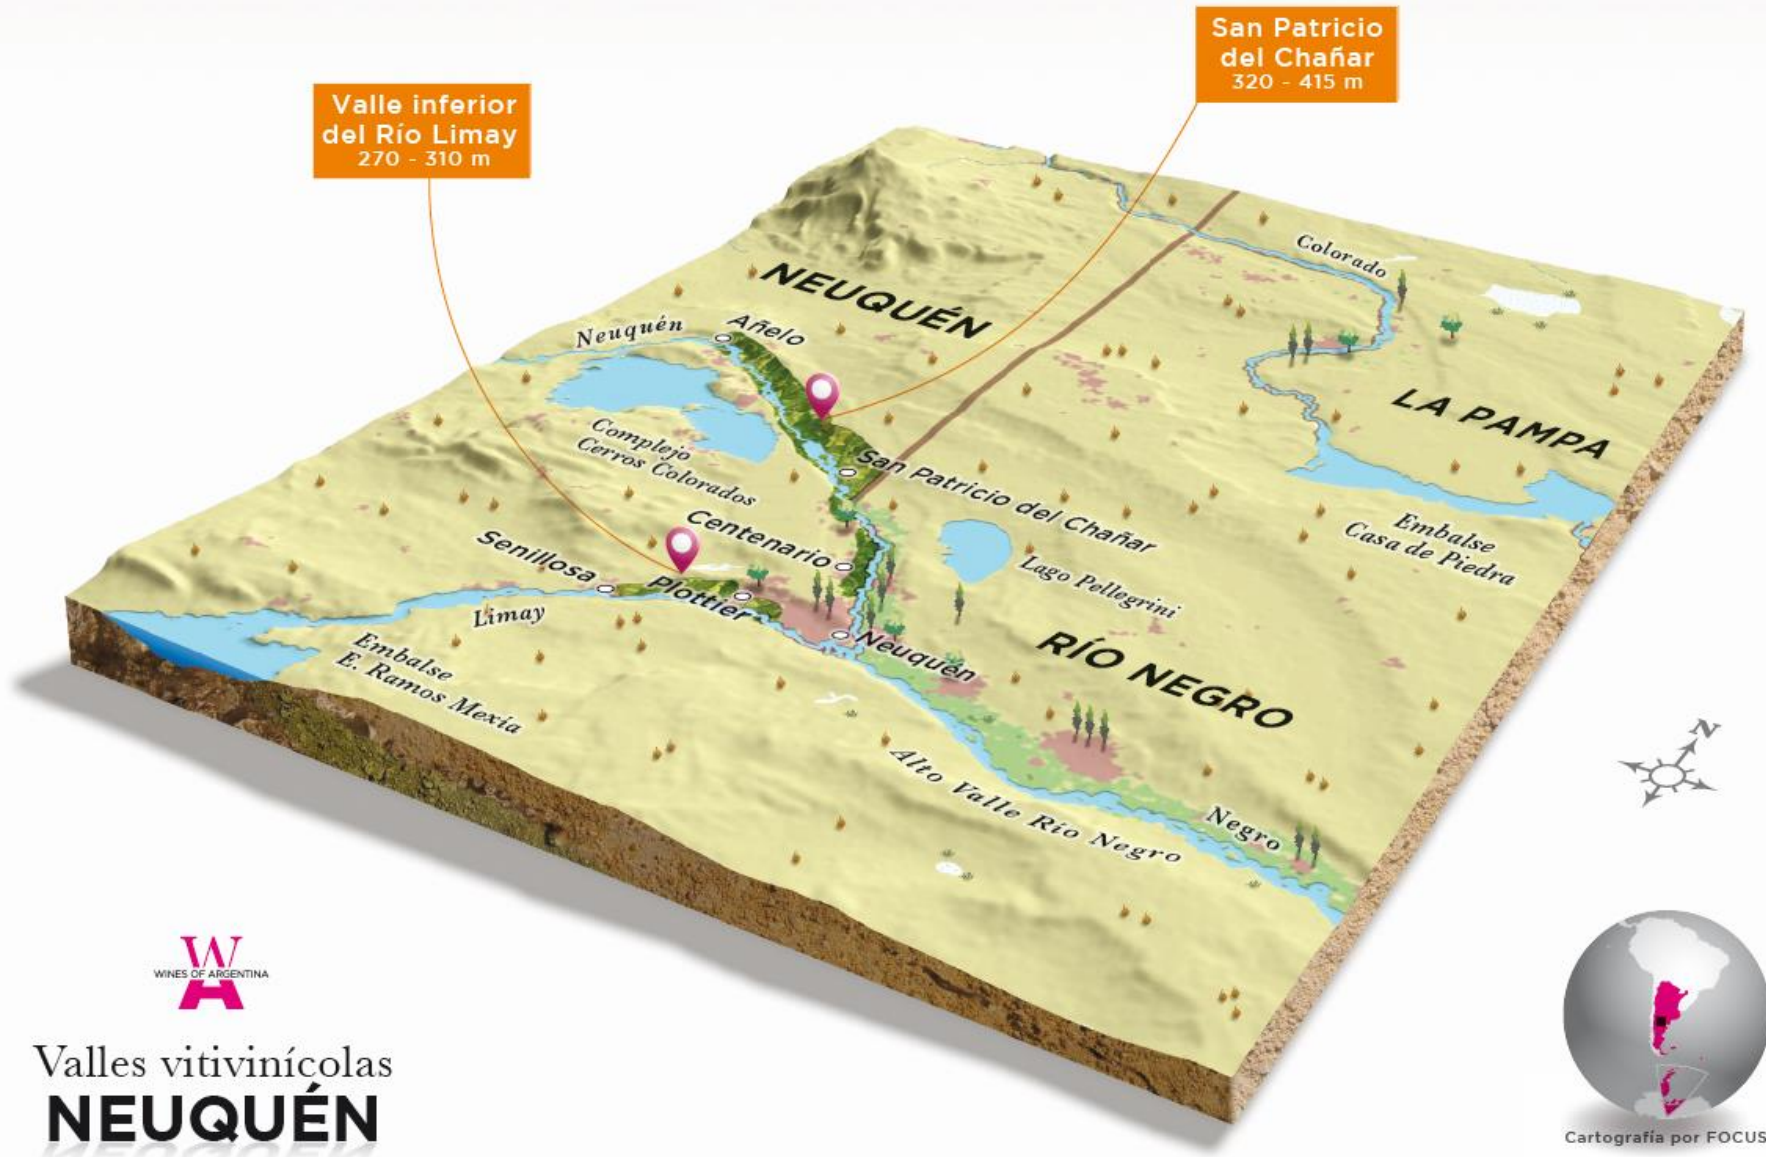 San Patricio
del Chañar
320 - 415 m
Valle inferior
del Río Limay
270 - 310 m
Colorado
NEUQUÉN
Neuquén
Añelo
LA PAMPA
Complejo
Cerros Colorados
San Patricio del Chañar
Embalse
Casa de Piedra
Centenario
Senillosa
Lago Pellegrini
Plottier
Limay
Neuquén
RÍO NEGRO
Embalse
E. Ramos Mexia
N
Alto Valle Río Negro
Negro
WA
WINES OF ARGENTINA
Valles vitivinícolas
NEUQUÉN
Cartografía por FOCUS